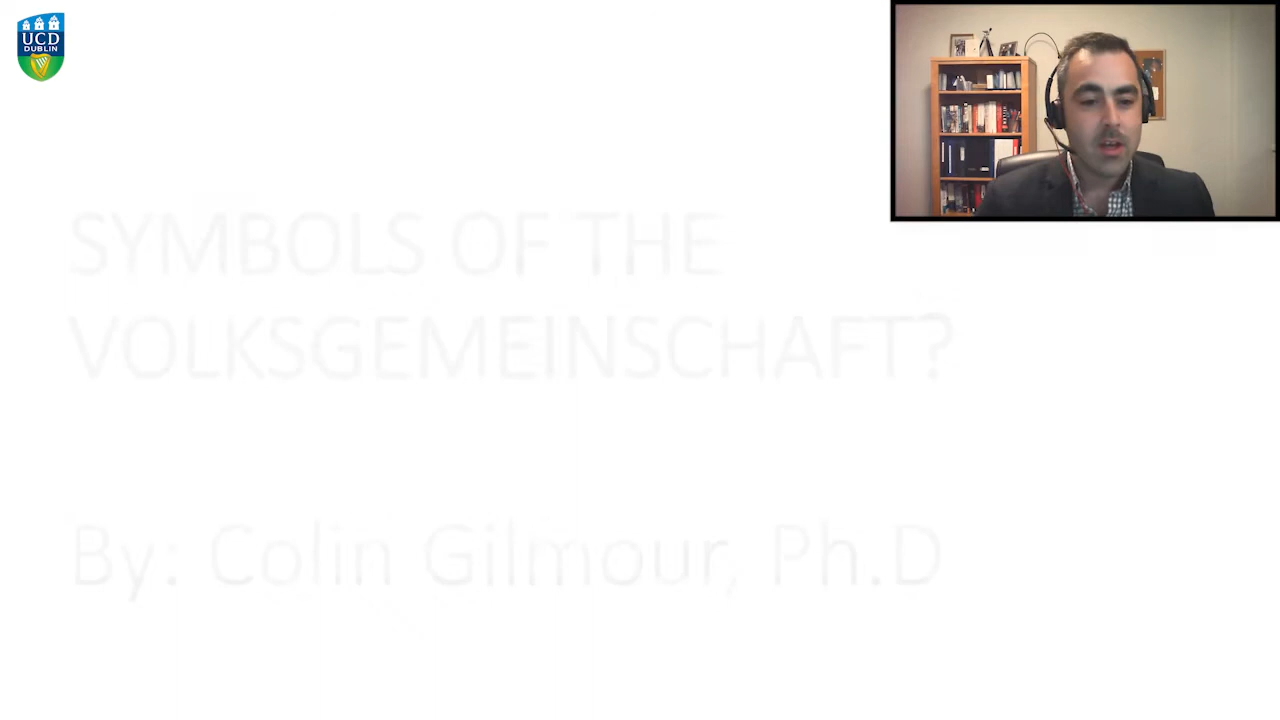 UCD
DUBLIN
SYMBOLS OF THE
VOLKSGEMEINSCHAFT?
By: Colin Gilmour, Ph.D